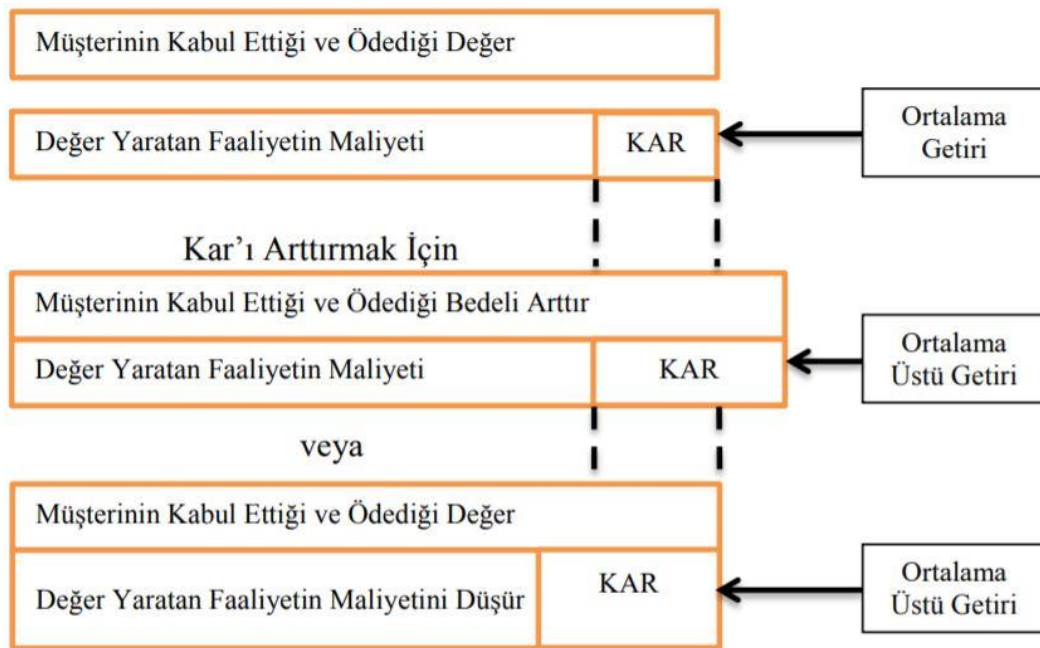 Müşterinin Kabul Ettiği ve Ödediği Değer
Değer Yaratan Faaliyetin Maliyeti
KAR
Ortalama
Getiri
Kar’ı Arttırmak İçin
Müşterinin Kabul Ettiği ve Ödediği Bedeli Arttır
Değer Yaratan Faaliyetin Maliyeti
KAR
Ortalama
Üstü Getiri
veya
Müşterinin Kabul Ettiği ve Ödediği Değer
Değer Yaratan Faaliyetin Maliyetini Düşür
KAR
Ortalama
Üstü Getiri